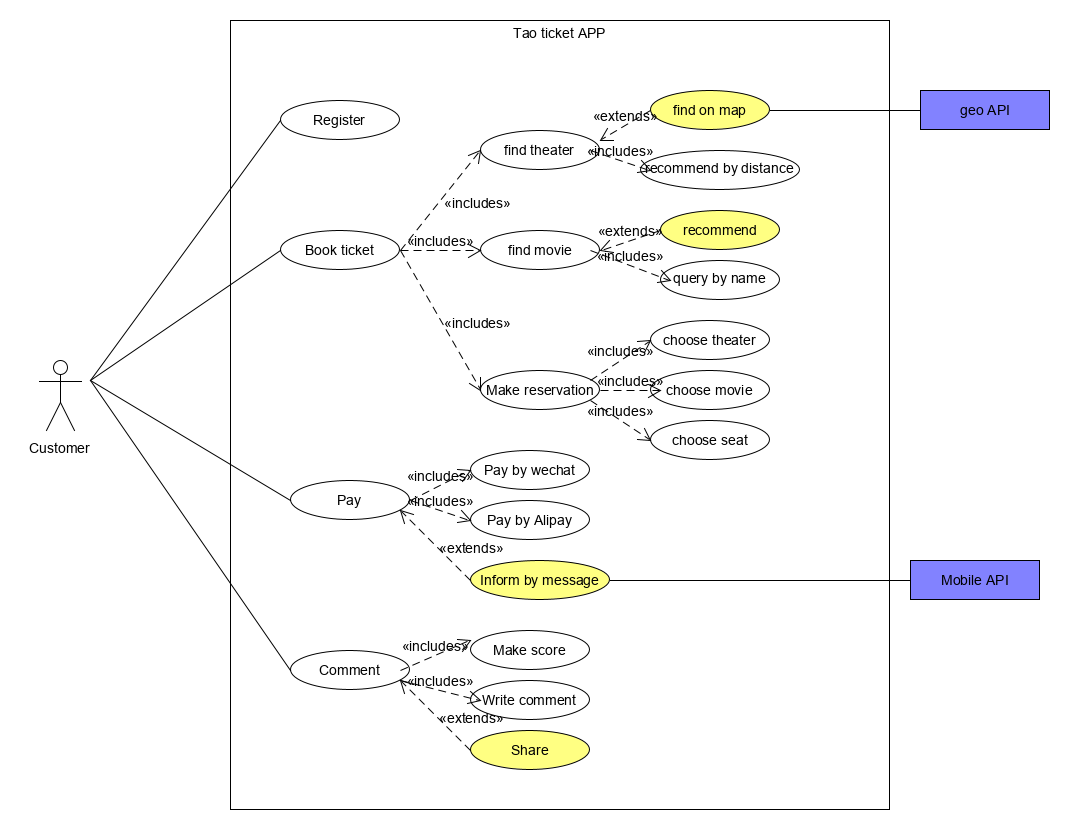 Tao ticket APP
find on map
geo API
«extends»
Register
find theater
«includes»
recommend by distance
«includes»
Book ticket
«includes»
find movie
«extends»
recommend
«includes»
query by name
«includes»
choose theater
«includes»
Make reservation
«includes»
choose movie
«includes»
choose seat
Customer
Pay
«includes»
Pay by wechat
«includes»
Pay by Alipay
«extends»
Inform by message
Mobile API
Comment
«includes»
Make score
«includes»
Write comment
«extends»
Share